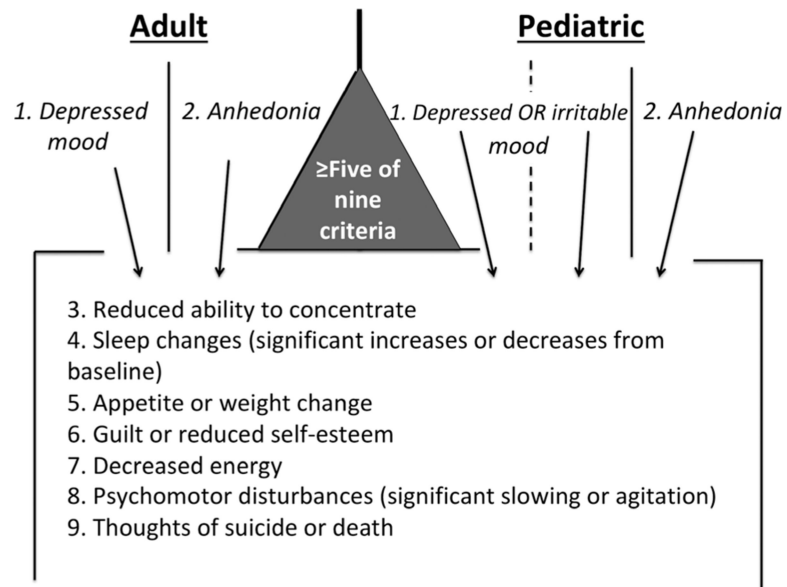 Adult
Pediatric
1. Depressed
mood
2. Anhedonia
≥Five of
nine
criteria
1. Depressed OR irritable
mood
2. Anhedonia
3. Reduced ability to concentrate
4. Sleep changes (significant increases or decreases from
baseline)
5. Appetite or weight change
6. Guilt or reduced self-esteem
7. Decreased energy
8. Psychomotor disturbances (significant slowing or agitation)
9. Thoughts of suicide or death